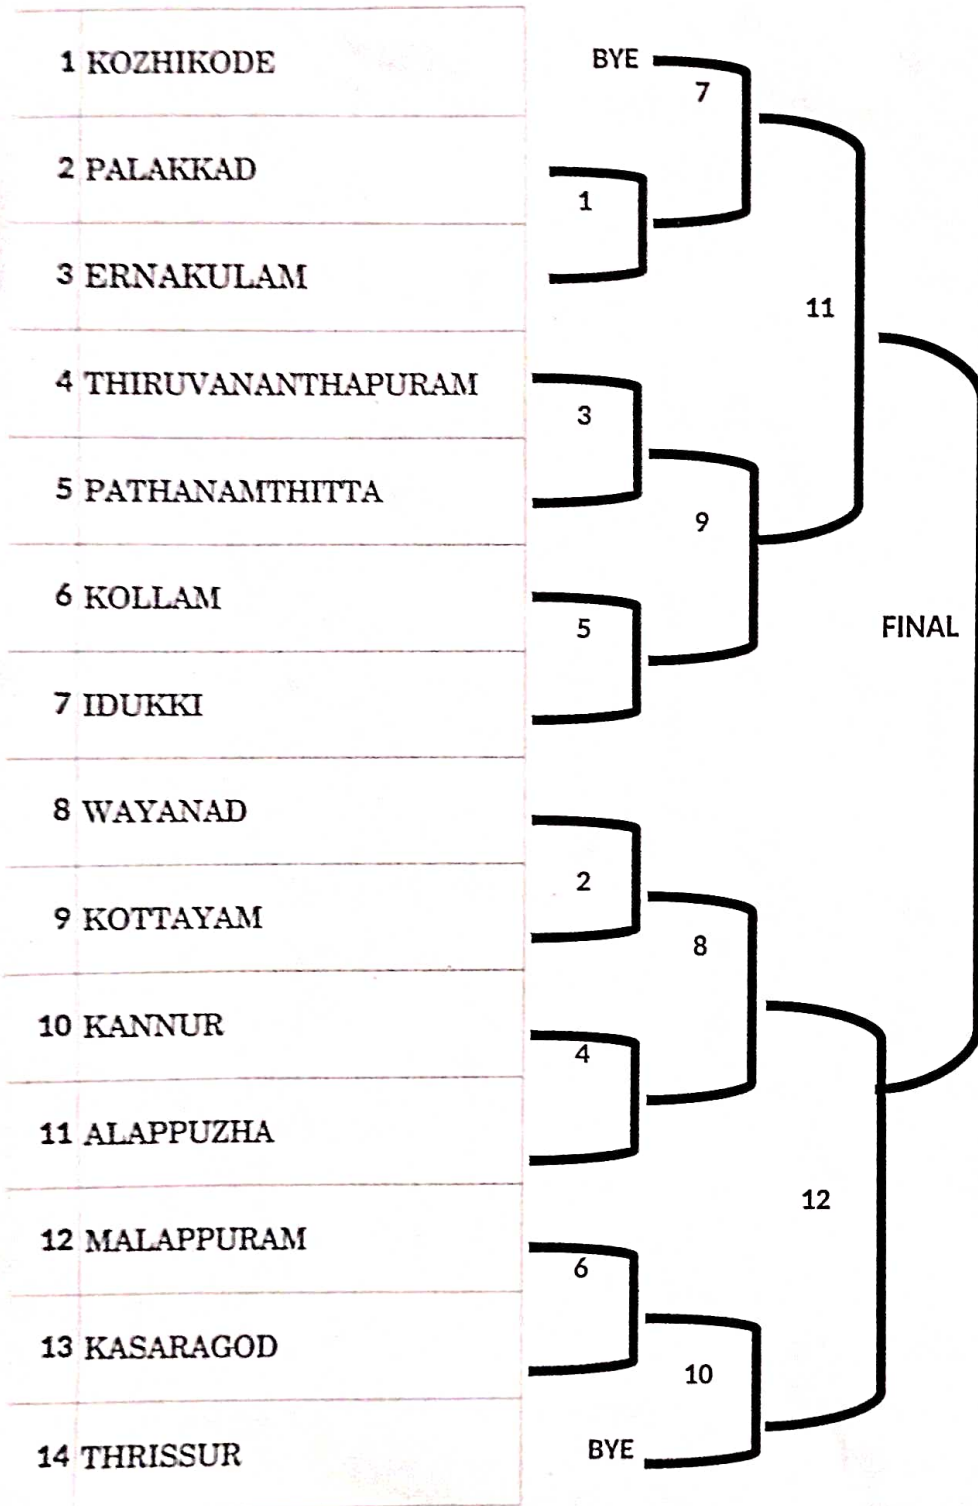 1 KOZHIKODE BYE
7
2 PALAKKAD
1
3 ERNAKULAM
11
4 THIRUVANANTHAPURAM
3
5 PATHANAMTHITTA
9
6 KOLLAM
5 FINAL
7 IDUKKI
8 WAYANAD
2
9 KOTTAYAM
8
10 KANNUR
4
11 ALAPPUZHA
12
12 MALAPPURAM
6
13 KASARAGOD
10
14 THRISSUR BYE